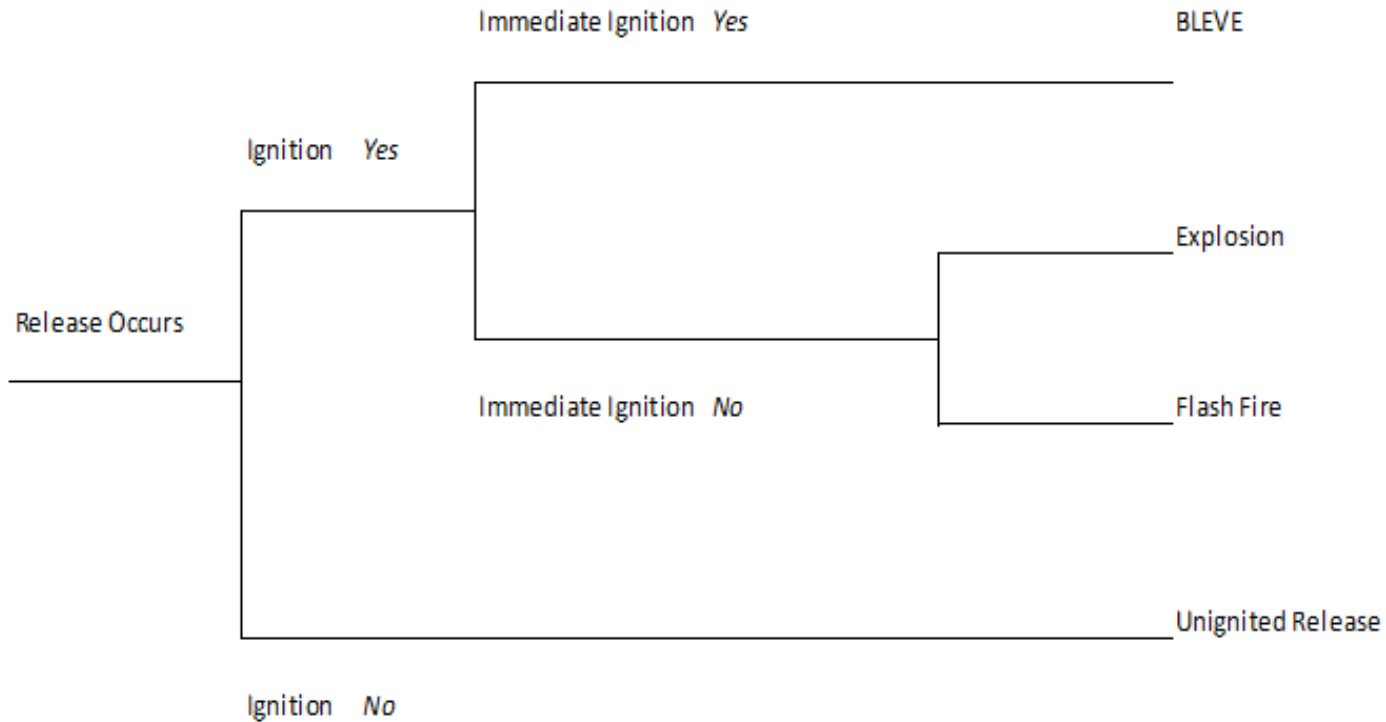 Immediate Ignition Yes
BLEVE
Ignition Yes
Explosion
Release Occurs
Immediate Ignition No
Flash Fire
Unignited Release
Ignition No